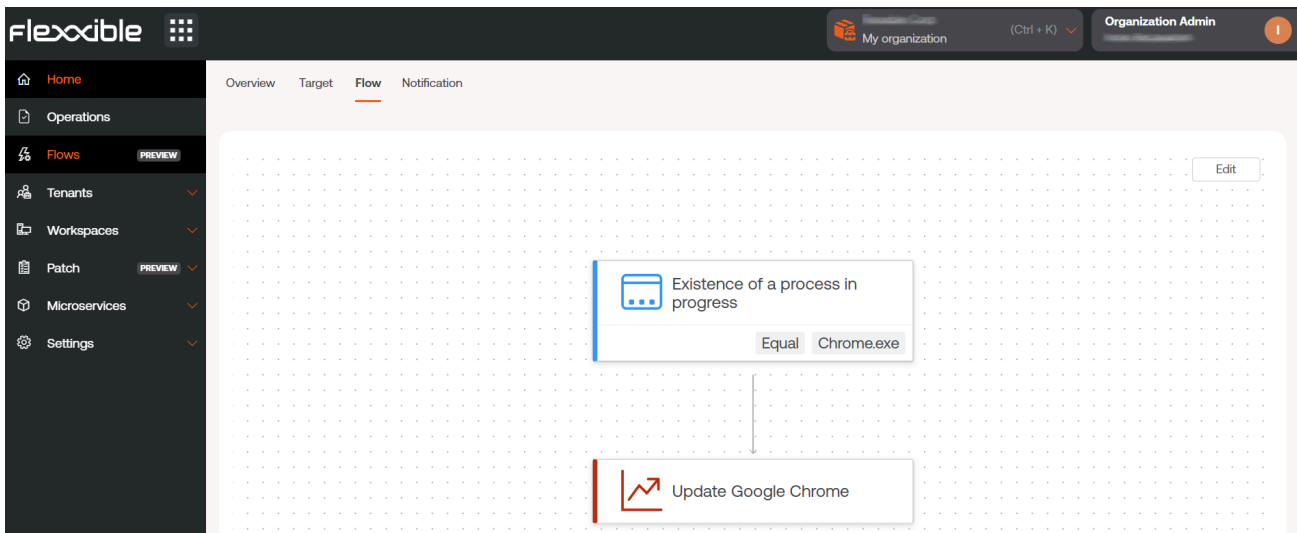 flexxible
My organization
(Ctrl + K)
Organization Admin
I
Home
Operations
Flows PREVIEW
Tenants
Workspaces
Patch PREVIEW
Microservices
Settings
Overview Target Flow Notification
Edit
Existence of a process in
progress
Equal Chrome.exe
Update Google Chrome